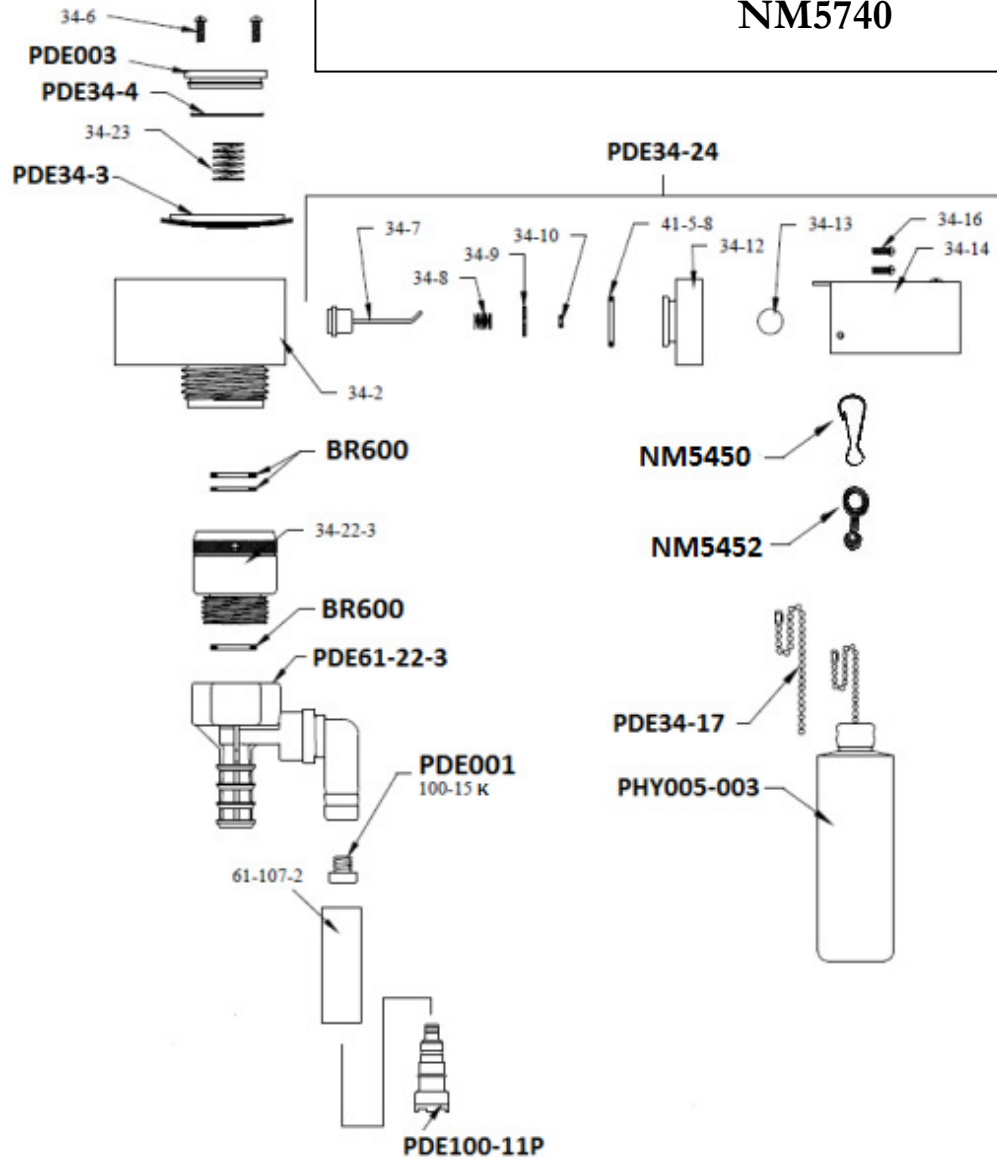 NM5740
34-6
PDE003
PDE34-4
34-23
PDE34-3
PDE34-24
34-7
34-8
34-9
34-10
41-5-8
34-12
34-13
34-16
34-14
34-2
BR600
NM5450
34-22-3
NM5452
BR600
PDE61-22-3
PDE34-17
PDE001
100-15 K
PHY005-003
61-107-2
PDE100-11P